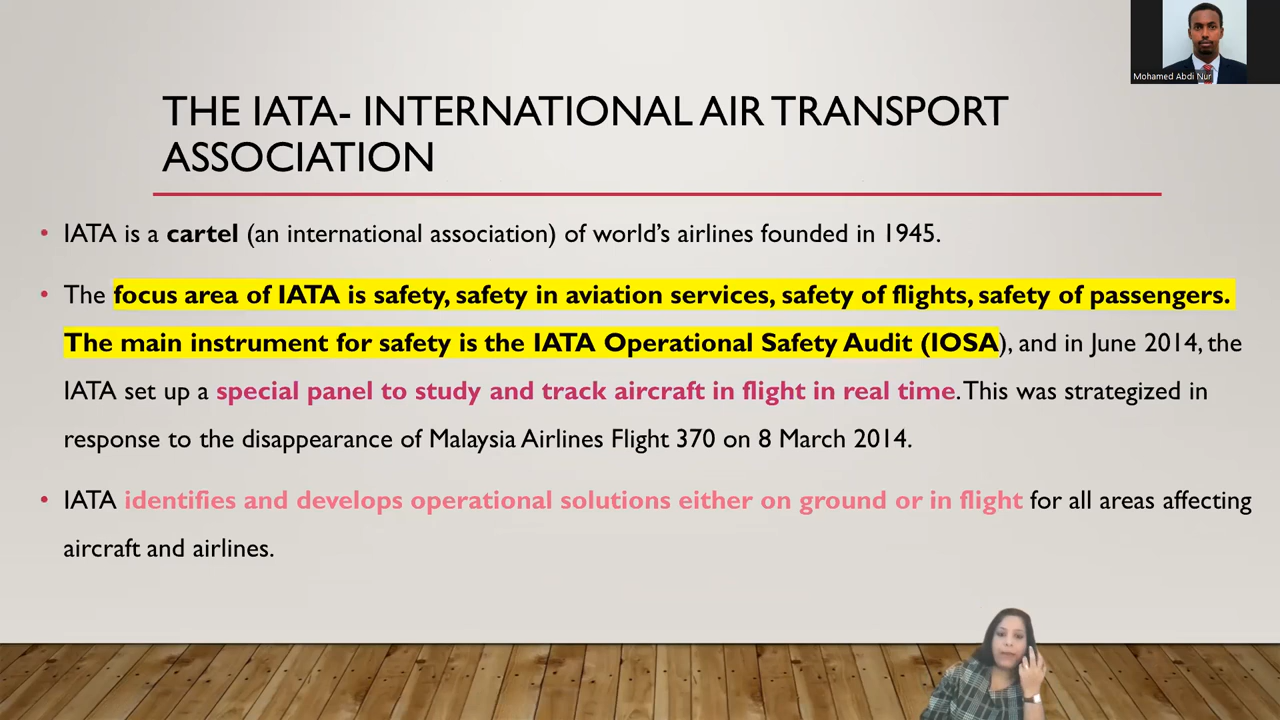 Mohamed Abdi Nur
THE IATA- INTERNATIONAL AIR TRANSPORT
ASSOCIATION
• IATA is a cartel (an international association) of world's airlines founded in 1945.
• The focus area of IATA is safety, safety in aviation services, safety of flights, safety of passengers.
The main instrument for safety is the IATA Operational Safety Audit (IOSA), and in June 2014, the
IATA set up a special panel to study and track aircraft in flight in real time. This was strategized in
response to the disappearance of Malaysia Airlines Flight 370 on 8 March 2014.
• IATA identifies and develops operational solutions either on ground or in flight for all areas affecting
aircraft and airlines.